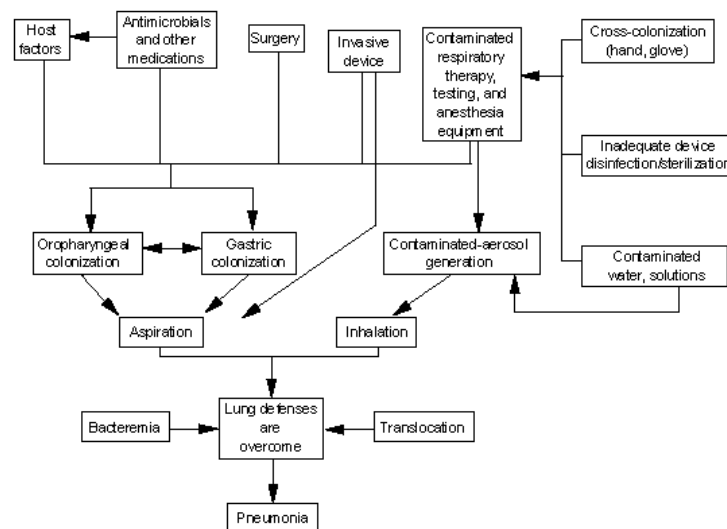 Host
factors
Antimicrobials
and other
medications
Surgery
Invasive
device
Contaminated
respiratory
therapy,
testing, and
anesthesia
equipment
Cross-colonization
(hand, glove)
Inadequate device
disinfection/sterilization
Oropharyngeal
colonization
Gastric
colonization
Contaminated-aerosol
generation
Contaminated
water, solutions
Aspiration
Inhalation
Bacteremia
Lung defenses
are
overcome
Translocation
Pneumonia